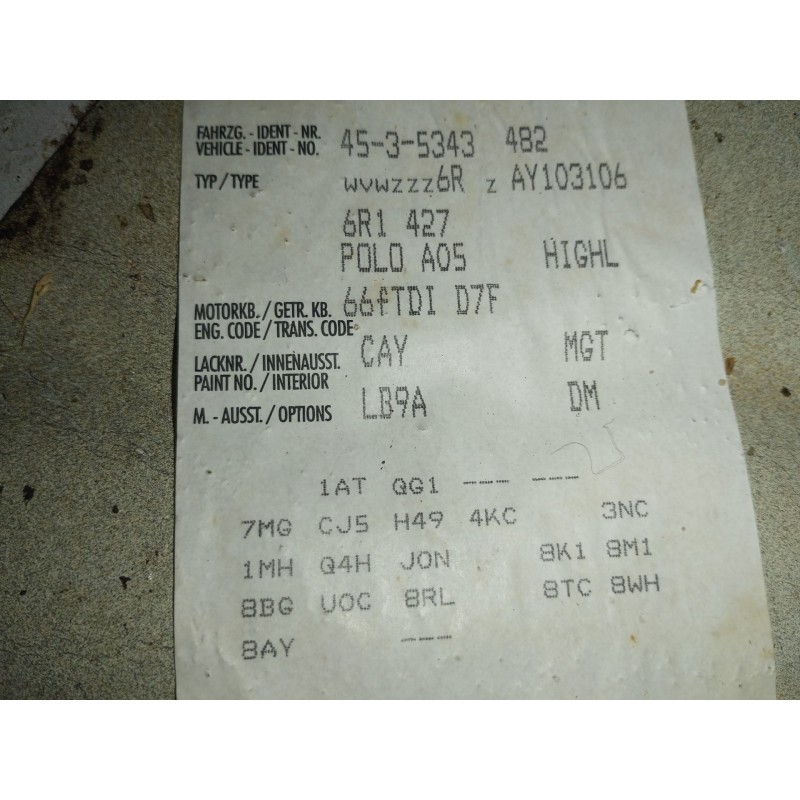 FAHRZG. - IDENT - NR. 45-3-5343 482
VEHICLE - IDENT - NO.
TYP / TYPE WVWZZZ6R Z AY103106
6R1 427
POLO A05 HIGHL
MOTORKB. / GETR. KB. 66fTDI D7F
ENG. CODE / TRANS. CODE
CAY MGT
LACKNR. / INNENAUSST.
PAINT NO. / INTERIOR
M. - AUSST. / OPTIONS LB9A DM
1AT QG1 --- ---
7MG CJ5 H49 4KC 3NC
1MH Q4H J0N 8K1 8M1
8BG U0C 8RL 8TC 8WH
8AY ---